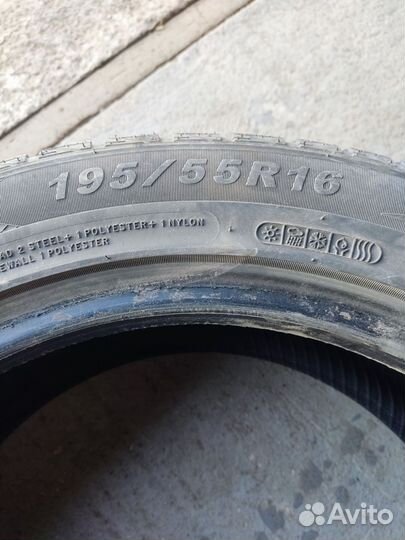 195/55R16
AD 2 STEEL+ 1 POLYESTER+ 1 NYLON
EWALL 1 POLYESTER
Avito